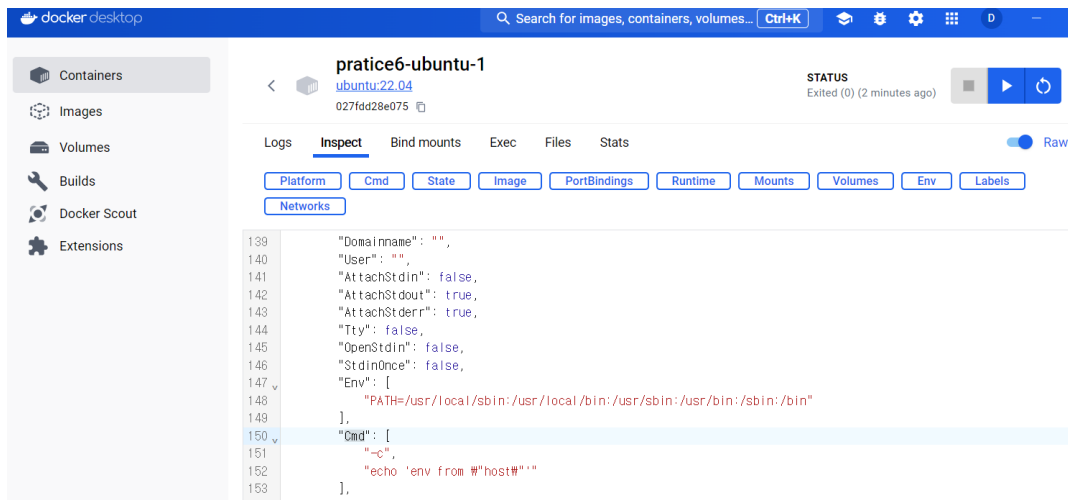 docker desktop
Search for images, containers, volumes... Ctrl+K
D
Containers
Images
Volumes
Builds
Docker Scout
Extensions
pratice6-ubuntu-1
ubuntu:22.04
027fdd28e075
STATUS
Exited (0) (2 minutes ago)
Logs Inspect Bind mounts Exec Files Stats
Raw
Platform Cmd State Image PortBindings Runtime Mounts Volumes Env Labels
Networks
139 "Domainname": "",
140 "User": "",
141 "AttachStdin": false,
142 "AttachStdout": true,
143 "AttachStderr": true,
144 "Tty": false,
145 "OpenStdin": false,
146 "StdinOnce": false,
147 "Env": [
148 "PATH=/usr/local/sbin:/usr/local/bin:/usr/sbin:/usr/bin:/sbin:/bin"
149 ],
150 "Cmd": [
151 "-c",
152 "echo 'env from ₩"host₩"'"
153 ],